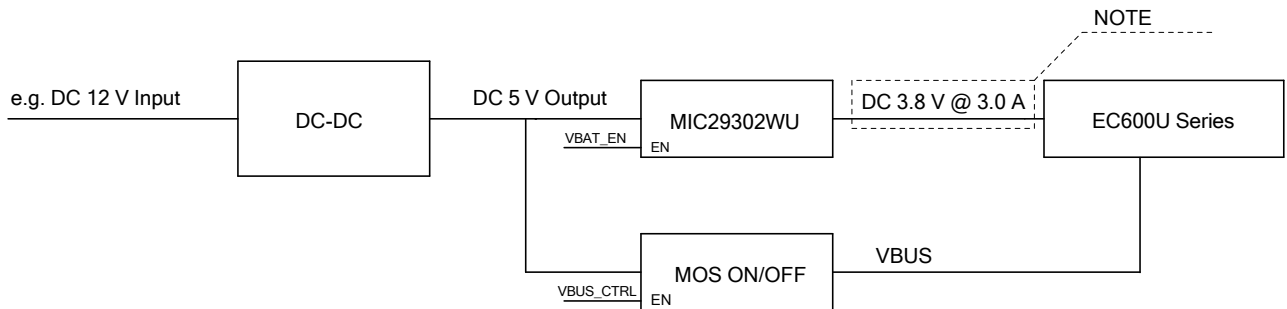 NOTE
e.g. DC 12 V Input
DC-DC
DC 5 V Output
VBAT_EN
EN
MIC29302WU
DC 3.8 V @ 3.0 A
EC600U Series
VBUS_CTRL
EN
MOS ON/OFF
VBUS